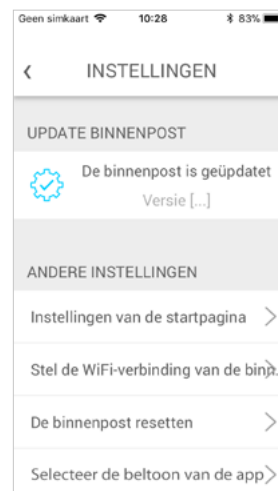 Geen simkaart 10:28 83%
INSTELLINGEN
UPDATE BINNENPOST
De binnenpost is geüpdatet
Versie [...]
ANDERE INSTELLINGEN
Instellingen van de startpagina
Stel de WiFi-verbinding van de binn.
De binnenpost resetten
Selecteer de beltoon van de app